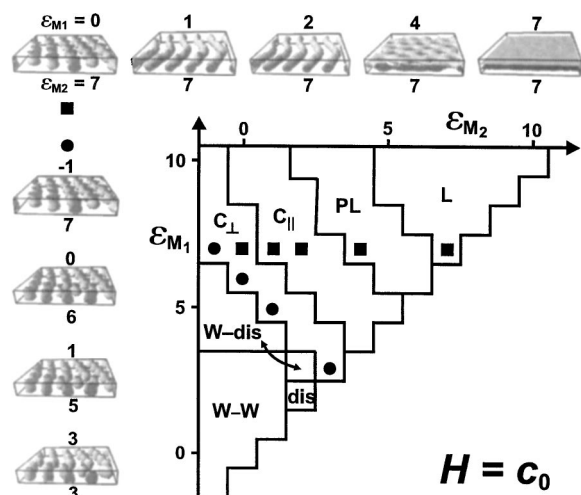 εM1 = 0 1 2 4 7
εM2 = 7 7 7 7 7
-1
7
0
6
1
5
3
3
0 5 εM2 10
10
εM1
5
0
C⊥ C∥ PL L
W–dis
W–W dis
H = c0